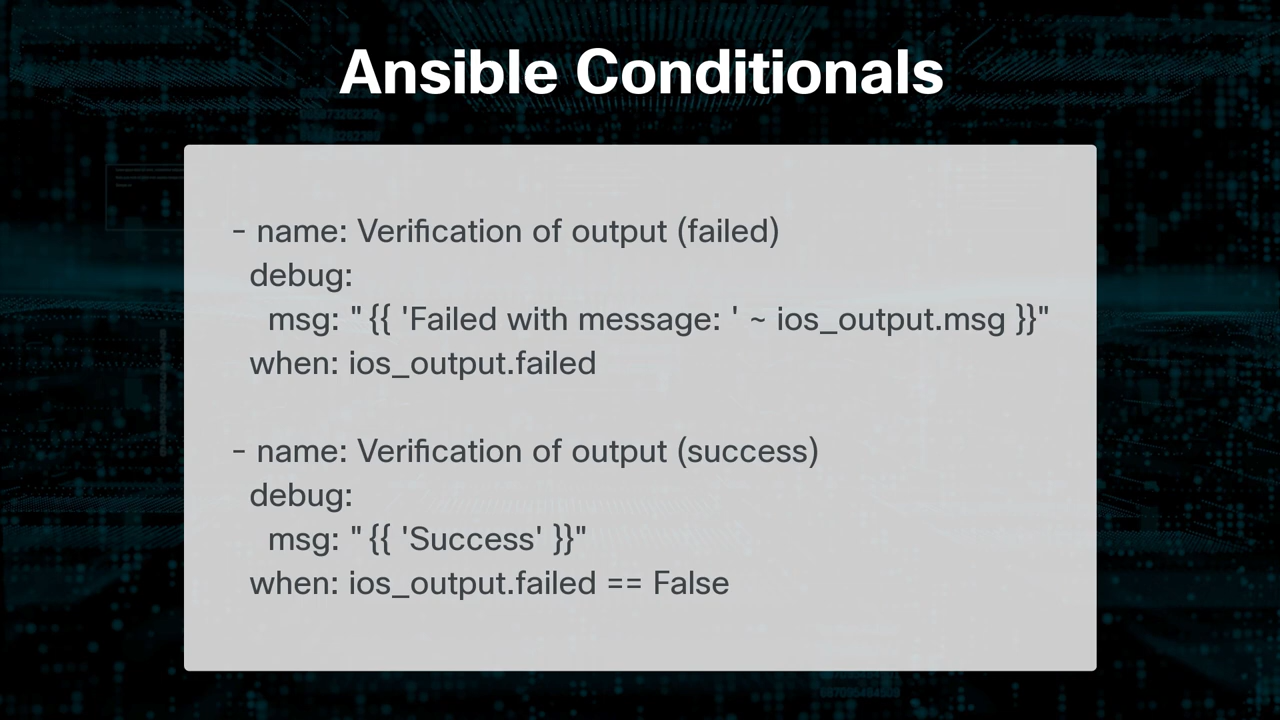 Ansible Conditionals
- name: Verification of output (failed)
debug:
msg: " {{ 'Failed with message: ' ~ ios_output.msg }}"
when: ios_output.failed
- name: Verification of output (success)
debug:
msg: " {{ 'Success' }}"
when: ios_output.failed == False